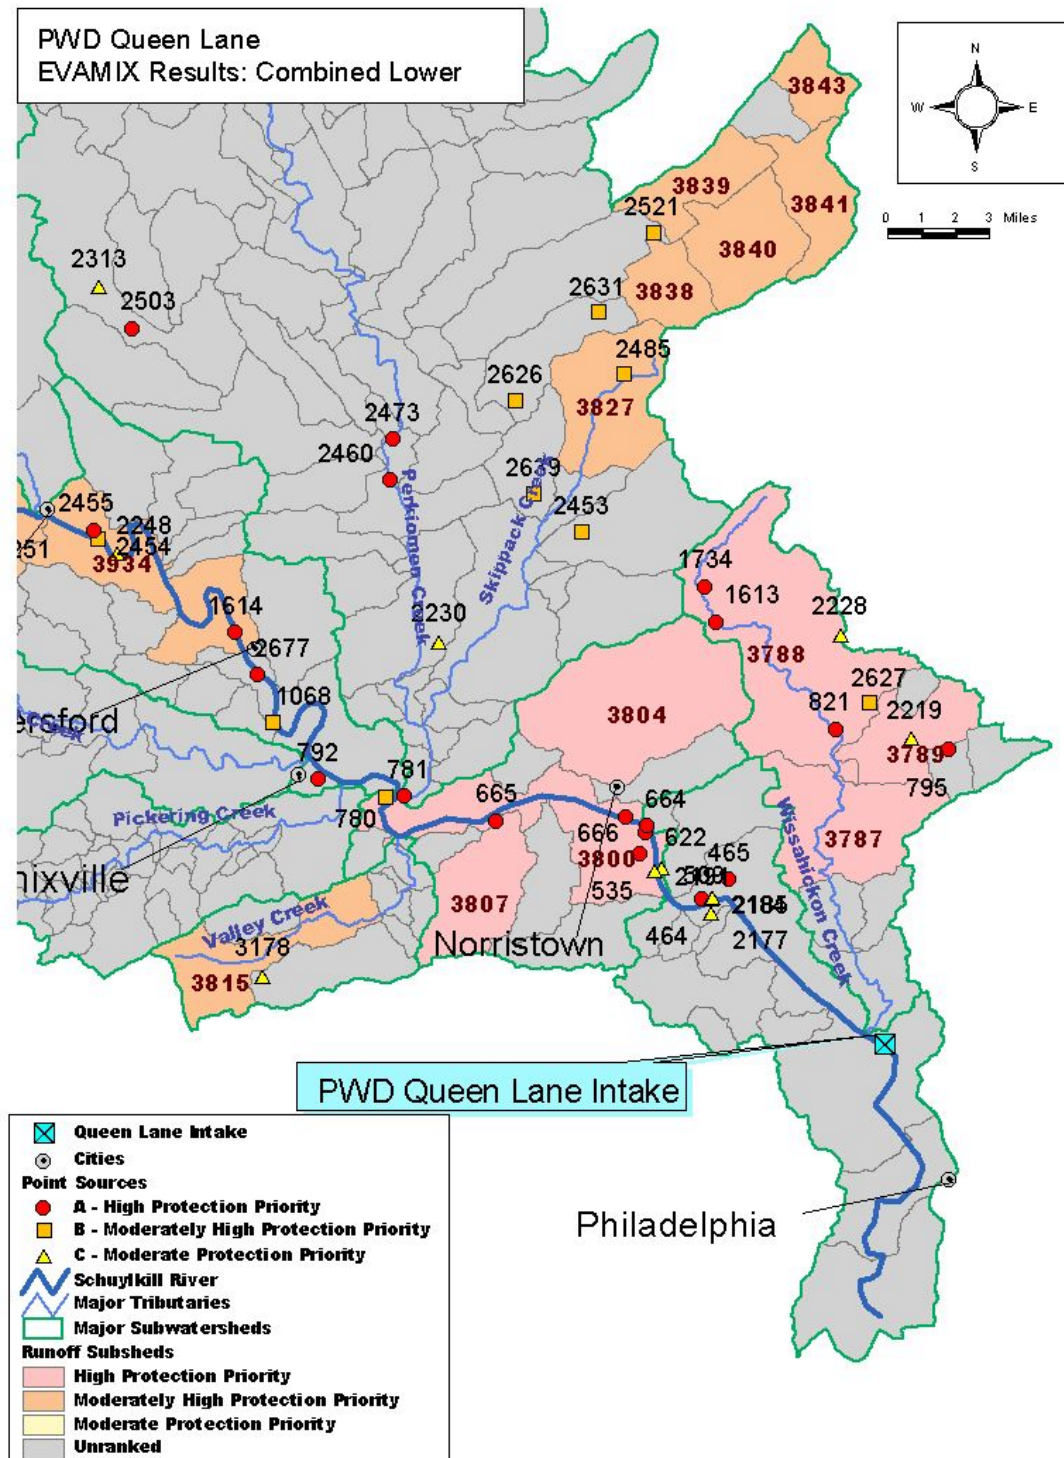 PWD Queen Lane
EVAMIX Results: Combined Lower
N
W
E
S
0 1 2 3 Miles
3843
3839
2521
3841
3840
2313
2503
2631
3838
2485
2626
3827
2473
2460
Perkiomen Creek
2639
2453
Skippack Creek
2455
2248
251
2454
3934
1734
1613
2228
1614
2230
2677
3788
2627
1068
3804
821
2219
ersford
Creek
3789
792
781
795
665
664
Pickering Creek
780
666
622
Wissahickon Creek
3787
3800
465
nixville
535
2184
3807
Valley Creek
Norristown
464
2177
3178
3815
PWD Queen Lane Intake
Philadelphia
Queen Lane Intake
Cities
Point Sources
A - High Protection Priority
B - Moderately High Protection Priority
C - Moderate Protection Priority
Schuylkill River
Major Tributaries
Major Subwatersheds
Runoff Subsheds
High Protection Priority
Moderately High Protection Priority
Moderate Protection Priority
Unranked